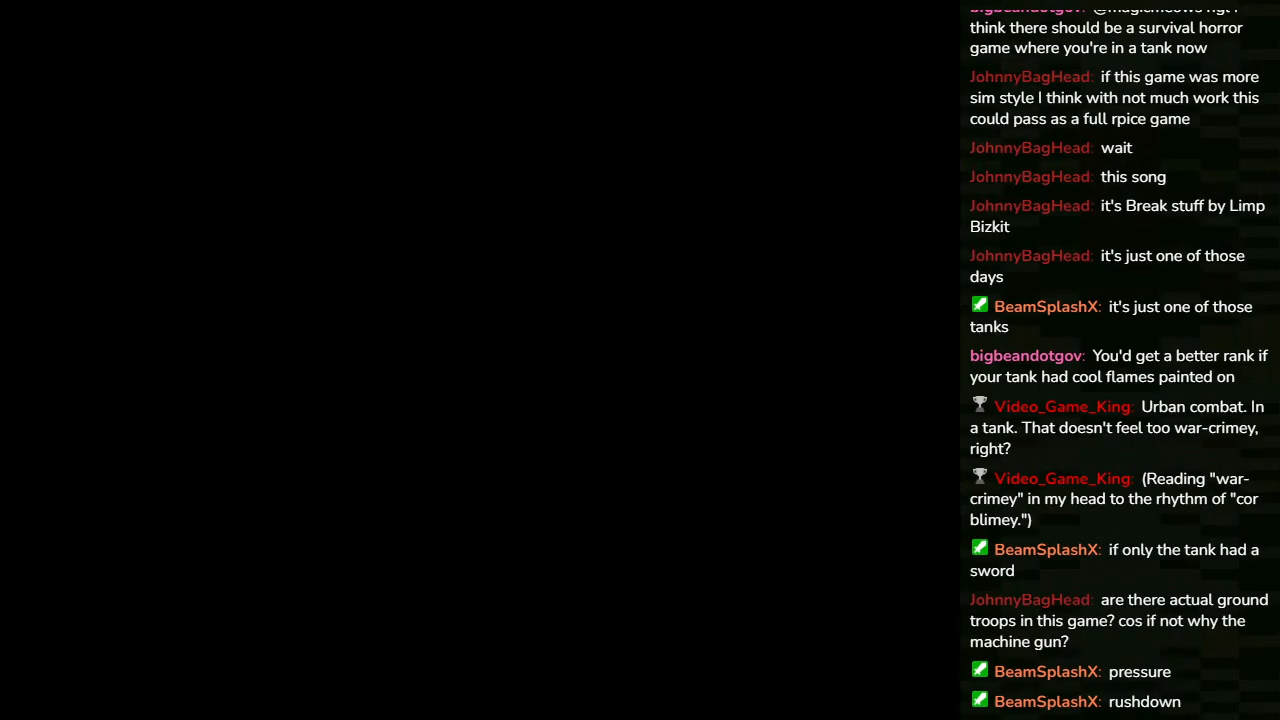 think there should be a survival horror
game where you're in a tank now
JohnnyBagHead: if this game was more
sim style I think with not much work this
could pass as a full rpice game
JohnnyBagHead: wait
JohnnyBagHead: this song
JohnnyBagHead: it's Break stuff by Limp
Bizkit
JohnnyBagHead: it's just one of those
days
BeamSplashX: it's just one of those
tanks
bigbeandotgov: You'd get a better rank if
your tank had cool flames painted on
Video_Game_King: Urban combat. In
a tank. That doesn't feel too war-crimey,
right?
Video_Game_King: (Reading "war-
crimey" in my head to the rhythm of "cor
blimey.")
BeamSplashX: if only the tank had a
sword
JohnnyBagHead: are there actual ground
troops in this game? cos if not why the
machine gun?
BeamSplashX: pressure
BeamSplashX: rushdown